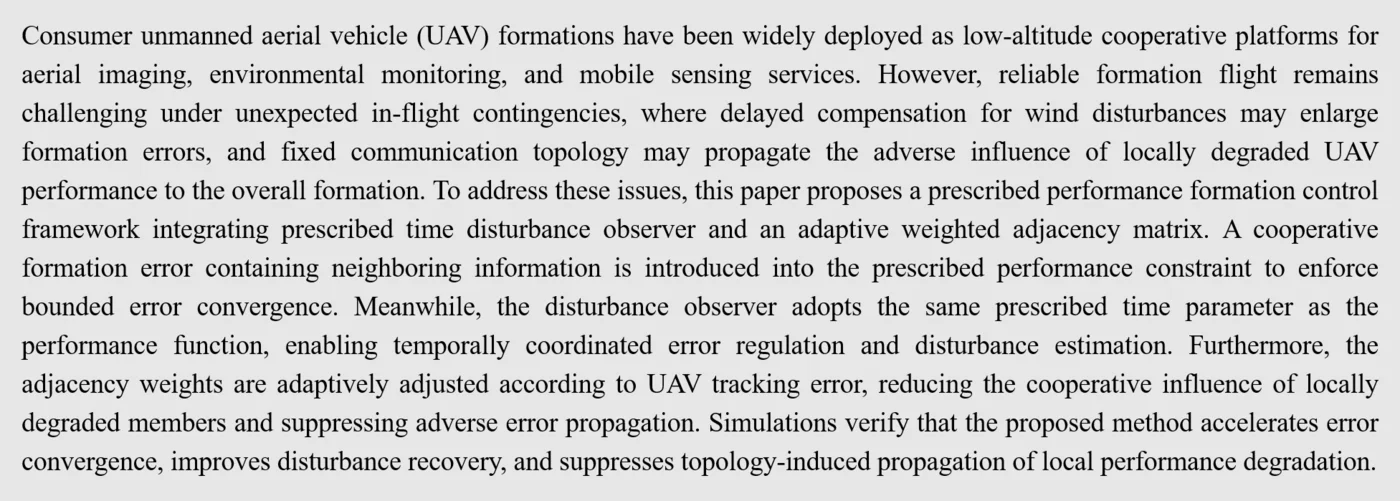 Consumer unmanned aerial vehicle (UAV) formations have been widely deployed as low-altitude cooperative platforms for
aerial imaging, environmental monitoring, and mobile sensing services. However, reliable formation flight remains
challenging under unexpected in-flight contingencies, where delayed compensation for wind disturbances may enlarge
formation errors, and fixed communication topology may propagate the adverse influence of locally degraded UAV
performance to the overall formation. To address these issues, this paper proposes a prescribed performance formation control
framework integrating prescribed time disturbance observer and an adaptive weighted adjacency matrix. A cooperative
formation error containing neighboring information is introduced into the prescribed performance constraint to enforce
bounded error convergence. Meanwhile, the disturbance observer adopts the same prescribed time parameter as the
performance function, enabling temporally coordinated error regulation and disturbance estimation. Furthermore, the
adjacency weights are adaptively adjusted according to UAV tracking error, reducing the cooperative influence of locally
degraded members and suppressing adverse error propagation. Simulations verify that the proposed method accelerates error
convergence, improves disturbance recovery, and suppresses topology-induced propagation of local performance degradation.